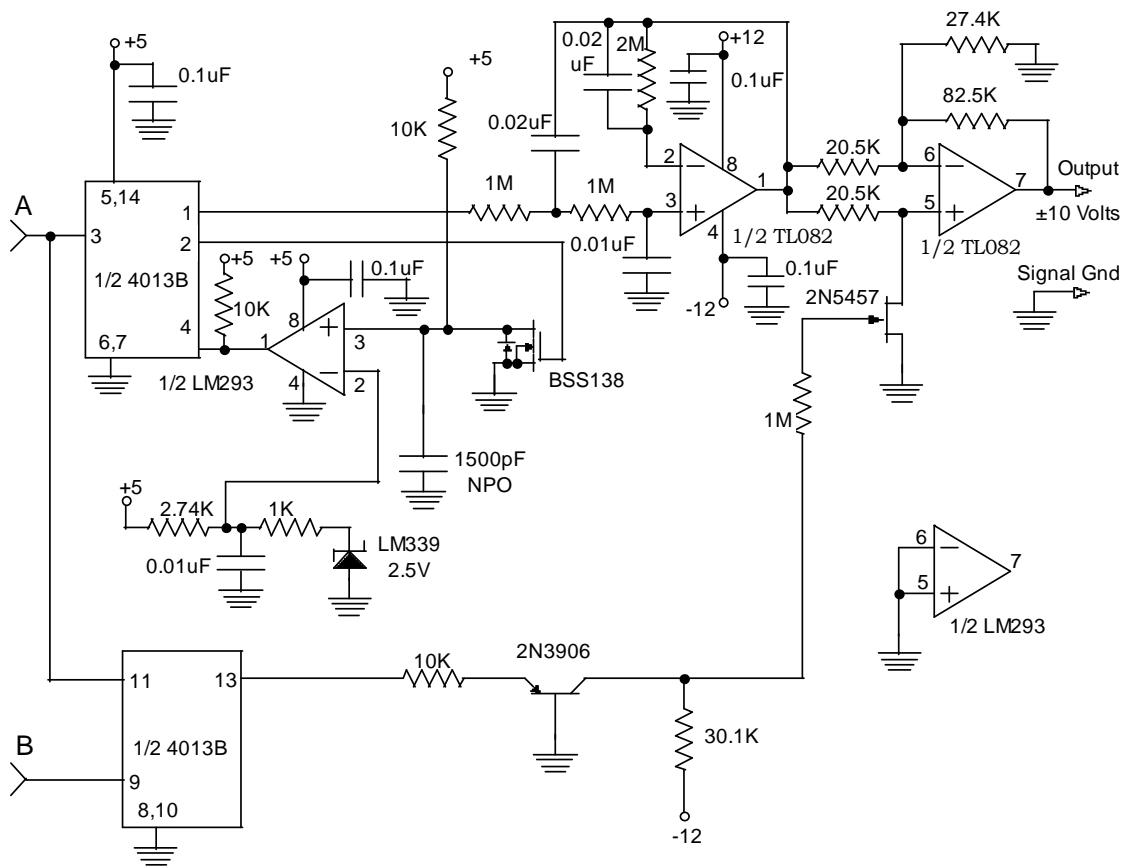 +5
0.1uF
5,14
A
3
1
2
1/2 4013B
4
6,7
+5
10K
+5
0.1uF
8
1
3
4
2
1/2 LM293
+5
10K
0.02uF
0.02
uF
2M
+12
0.1uF
1M
1M
0.01uF
2
3
8
1
4
1/2 TL082
-12
0.1uF
27.4K
82.5K
20.5K
20.5K
6
5
7
1/2 TL082
Output
±10 Volts
Signal Gnd
2N5457
BSS138
1M
1500pF
NPO
+5
2.74K
1K
0.01uF
LM339
2.5V
6
5
7
1/2 LM293
11
13
1/2 4013B
B
9
8,10
10K
2N3906
30.1K
-12